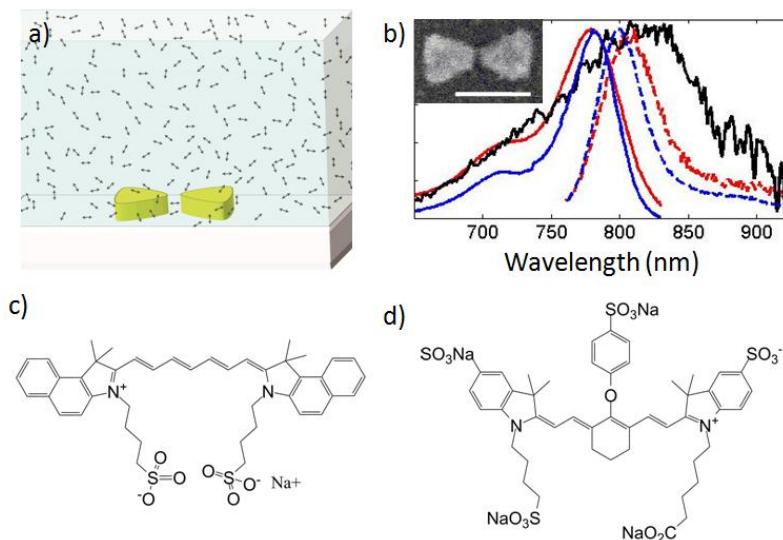 a)
b)
700 750 800 850 900
Wavelength (nm)
c)
d)
N+
N
O
S
O
-O
O
S
O
O-
Na+
SO3Na
SO3Na
SO3-
O
N
N+
NaO3S
NaO2C